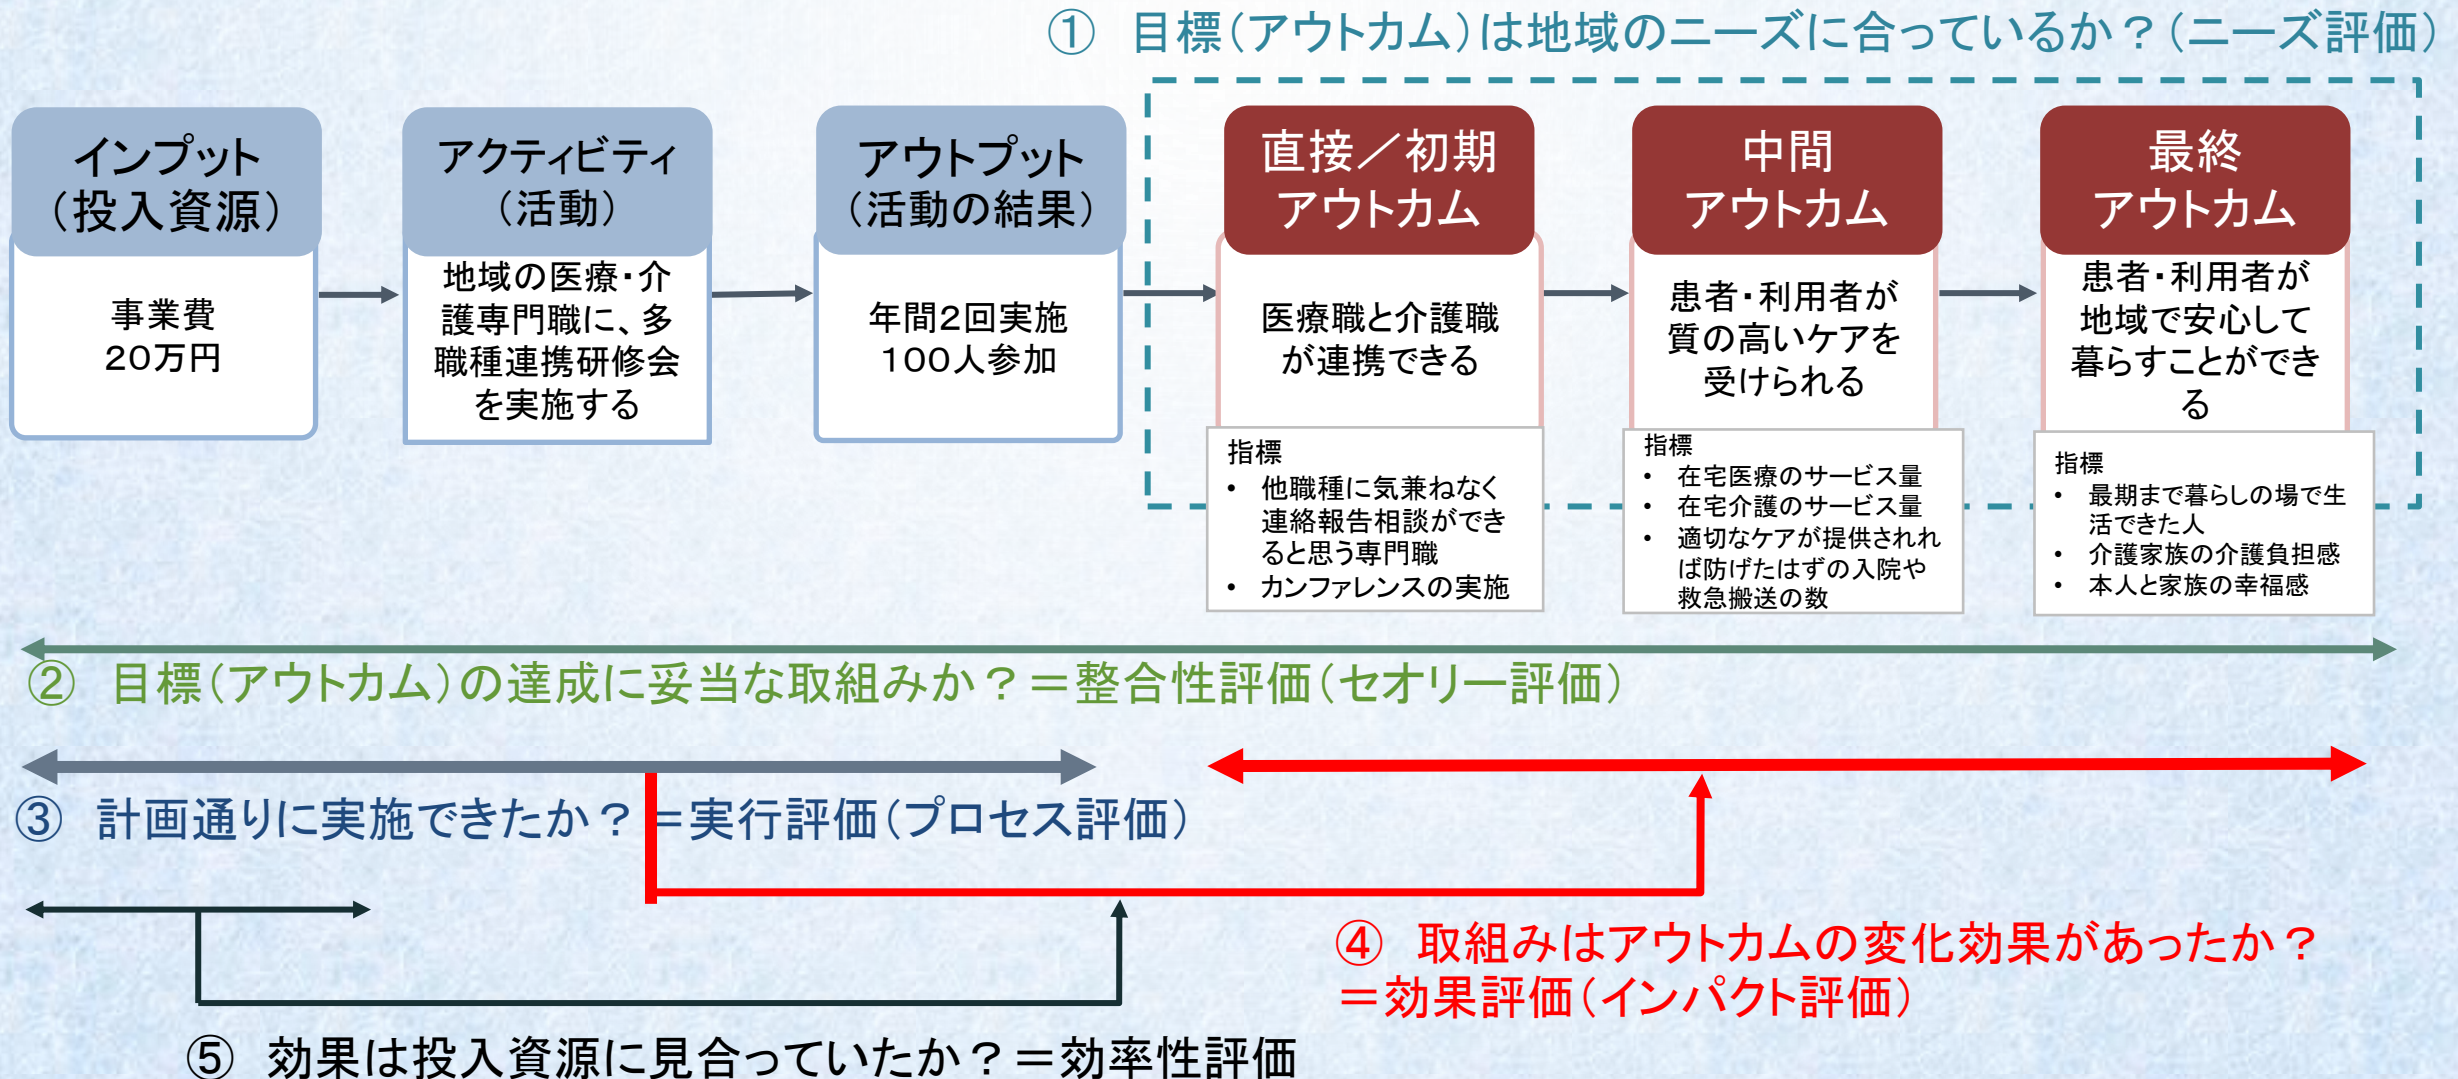 ① 目標(アウトカム)は地域のニーズに合っているか？(ニーズ評価)
インプット
(投入資源)
事業費
20万円
アクティビティ
(活動)
地域の医療・介
護専門職に、多
職種連携研修会
を実施する
アウトプット
(活動の結果)
年間2回実施
100人参加
直接／初期
アウトカム
医療職と介護職
が連携できる
指標
• 他職種に気兼ねなく
連絡報告相談ができ
ると思う専門職
• カンファレンスの実施
中間
アウトカム
患者・利用者が
質の高いケアを
受けられる
指標
• 在宅医療のサービス量
• 在宅介護のサービス量
• 適切なケアが提供されれ
ば防げたはずの入院や
救急搬送の数
最終
アウトカム
患者・利用者が
地域で安心して
暮らすことができ
る
指標
• 最期まで暮らしの場で生
活できた人
• 介護家族の介護負担感
• 本人と家族の幸福感
② 目標(アウトカム)の達成に妥当な取組みか？＝整合性評価(セオリー評価)
③ 計画通りに実施できたか？＝実行評価(プロセス評価)
④ 取組みはアウトカムの変化効果があったか？
＝効果評価(インパクト評価)
⑤ 効果は投入資源に見合っていたか？＝効率性評価